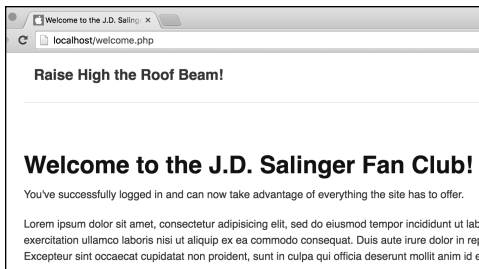 Welcome to the J.D. Saling
localhost/welcome.php
Raise High the Roof Beam!
Welcome to the J.D. Salinger Fan Club!
You've successfully logged in and can now take advantage of everything the site has to offer.
Lorem ipsum dolor sit amet, consectetur adipisicing elit, sed do eiusmod tempor incididunt ut lab
exercitation ullamco laboris nisi ut aliquip ex ea commodo consequat. Duis aute irure dolor in rep
Excepteur sint occaecat cupidatat non proident, sunt in culpa qui officia deserunt mollit anim id e